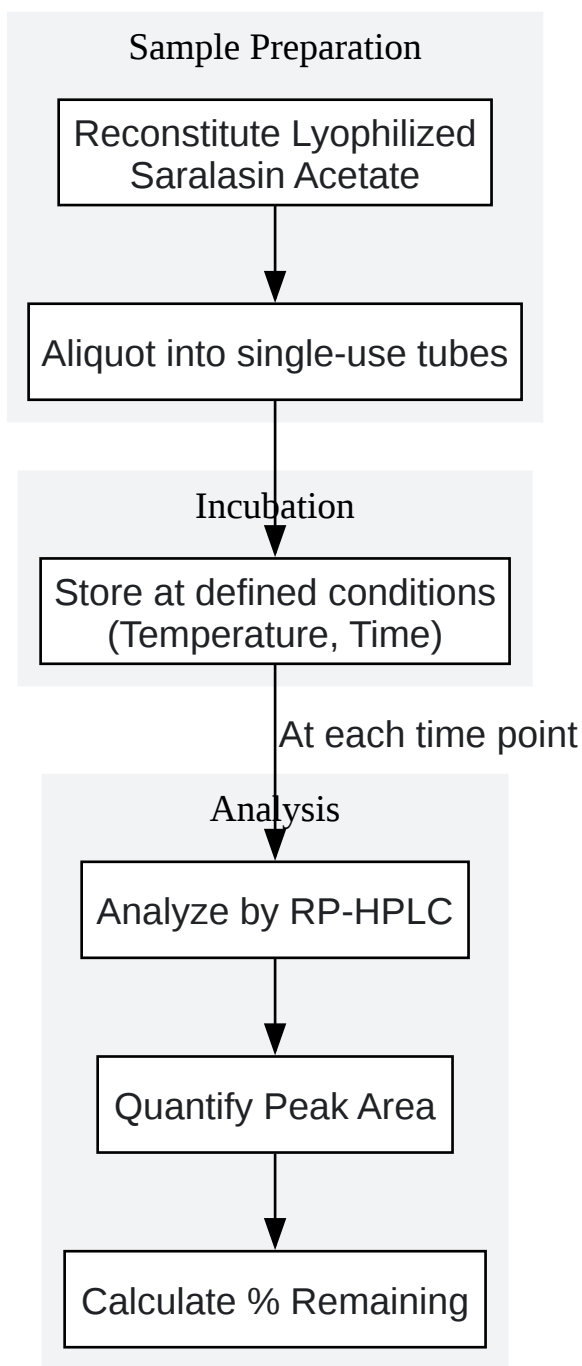 Sample Preparation
Reconstitute Lyophilized
Saralasin Acetate
Aliquot into single-use tubes
Incubation
Store at defined conditions
(Temperature, Time)
At each time point
Analysis
Analyze by RP-HPLC
Quantify Peak Area
Calculate % Remaining